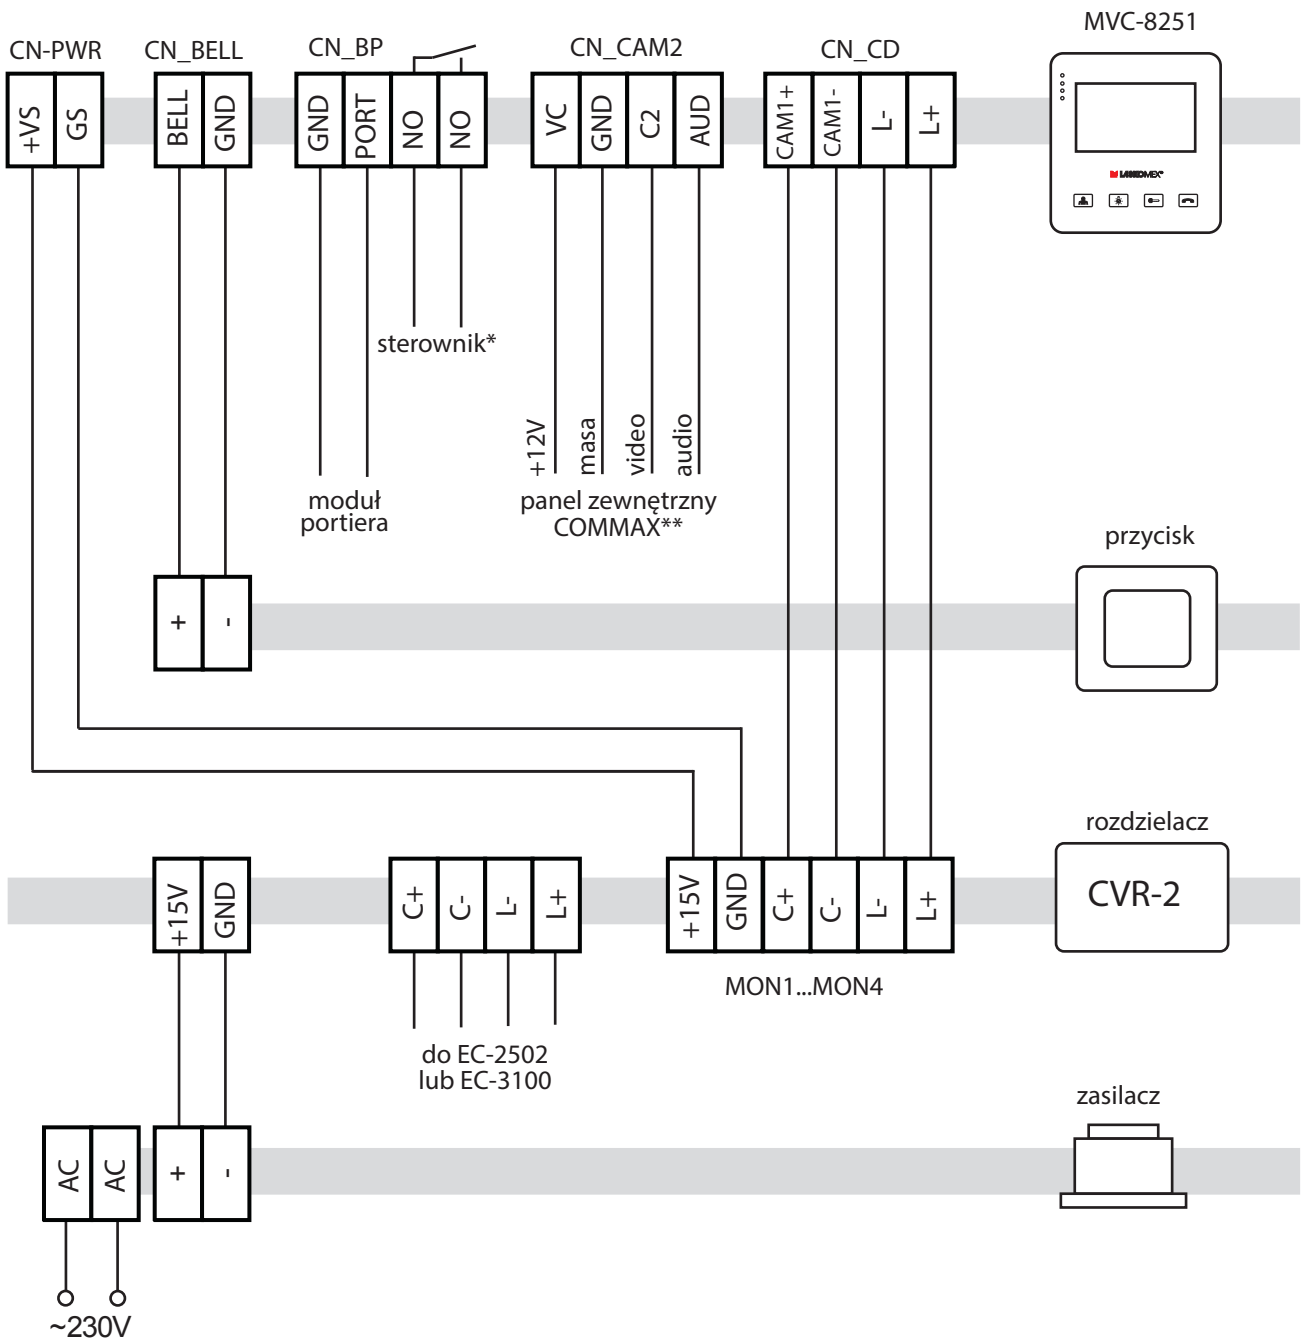 MVC-8251
CN-PWR CN_BELL CN_BP CN_CAM2 CN_CD
+VS GS BELL GND GND PORT NO NO VC GND C2 AUD CAM1+ CAM1- L- L+
LASKOMEX®
sterownik*
+12V masa video audio
moduł
portiera
panel zewnętrzny
COMMAX**
przycisk
+ -
rozdzielacz
+15V GND C+ C- L- L+ +15V GND C+ C- L- L+
CVR-2
MON1...MON4
do EC-2502
lub EC-3100
zasilacz
AC AC + -
~230V